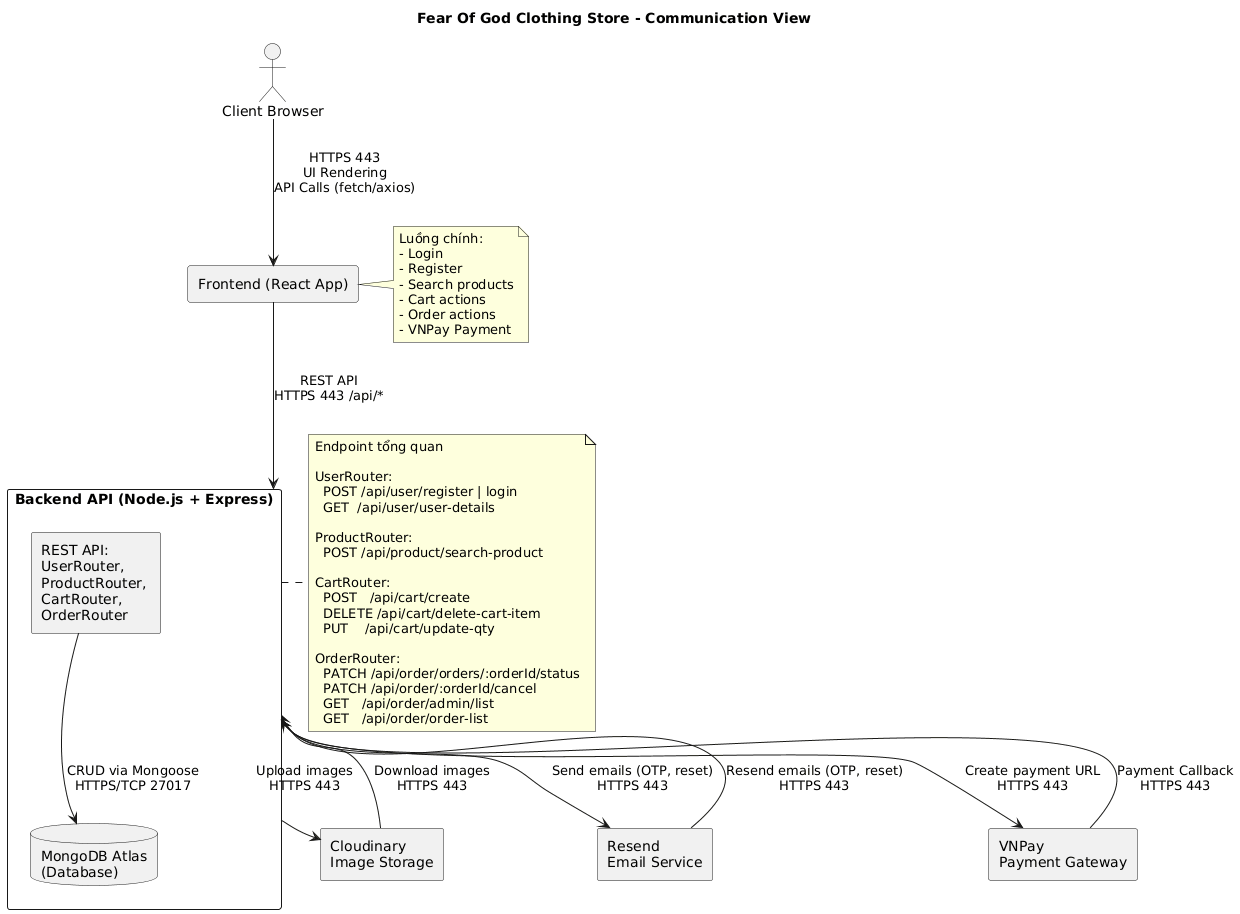 Fear Of God Clothing Store - Communication View
Client Browser
HTTPS 443
UI Rendering
API Calls (fetch/axios)
Frontend (React App)
Luồng chính:
- Login
- Register
- Search products
- Cart actions
- Order actions
- VNPay Payment
REST API
HTTPS 443 /api/*
Backend API (Node.js + Express)
REST API:
UserRouter,
ProductRouter,
CartRouter,
OrderRouter
Endpoint tổng quan
UserRouter:
POST /api/user/register | login
GET  /api/user/user-details
ProductRouter:
POST /api/product/search-product
CartRouter:
POST   /api/cart/create
DELETE /api/cart/delete-cart-item
PUT    /api/cart/update-qty
OrderRouter:
PATCH /api/order/orders/:orderId/status
PATCH /api/order/:orderId/cancel
GET   /api/order/admin/list
GET   /api/order/order-list
CRUD via Mongoose
HTTPS/TCP 27017
Upload images
HTTPS 443
Download images
HTTPS 443
Send emails (OTP, reset)
HTTPS 443
Resend emails (OTP, reset)
HTTPS 443
Create payment URL
HTTPS 443
Payment Callback
HTTPS 443
MongoDB Atlas
(Database)
Cloudinary
Image Storage
Resend
Email Service
VNPay
Payment Gateway